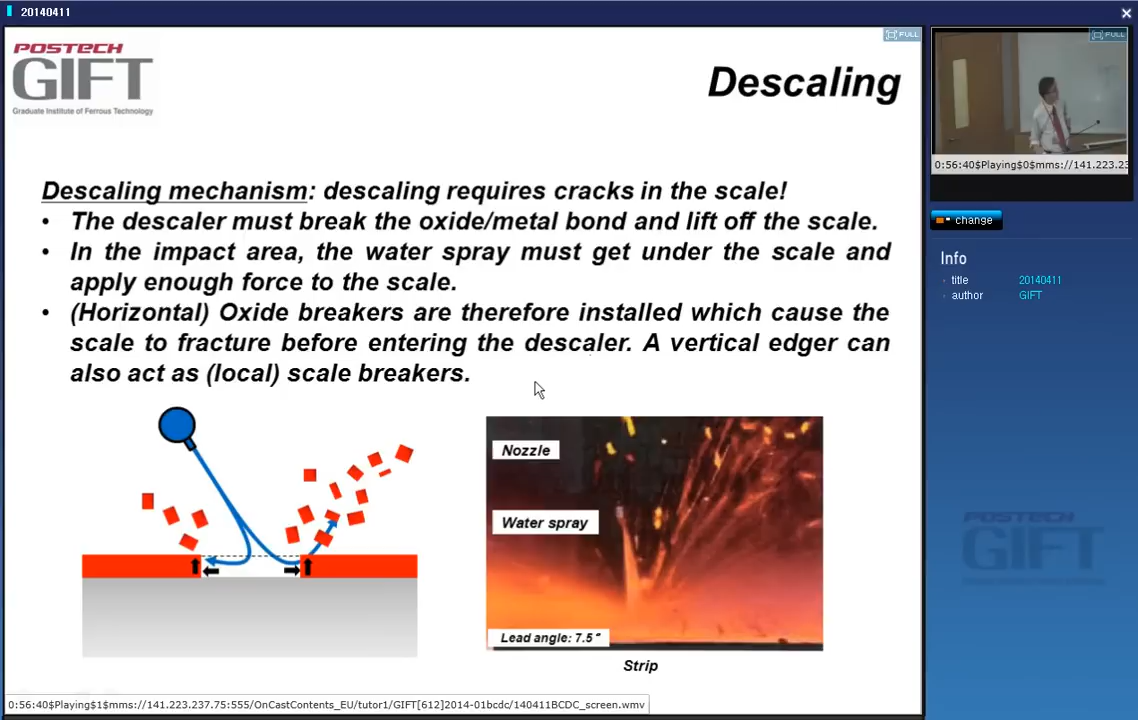 20140411
POSTECH
GIFT
Graduate Institute of Ferrous Technology
FULL
Descaling
Descaling mechanism: descaling requires cracks in the scale!
• The descaler must break the oxide/metal bond and lift off the scale.
• In the impact area, the water spray must get under the scale and
apply enough force to the scale.
• (Horizontal) Oxide breakers are therefore installed which cause the
scale to fracture before entering the descaler. A vertical edger can
also act as (local) scale breakers.
Nozzle
Water spray
Lead angle: 7.5°
Strip
0:56:40$Playing$1$mms://141.223.237.75:555/OnCastContents_EU/tutor1/GIFT[612]2014-01bcdc/140411BCDC_screen.wmv
FULL
0:56:40$Playing$0$mms://141.223.23
change
Info
title 20140411
author GIFT
POSTECH
GIFT